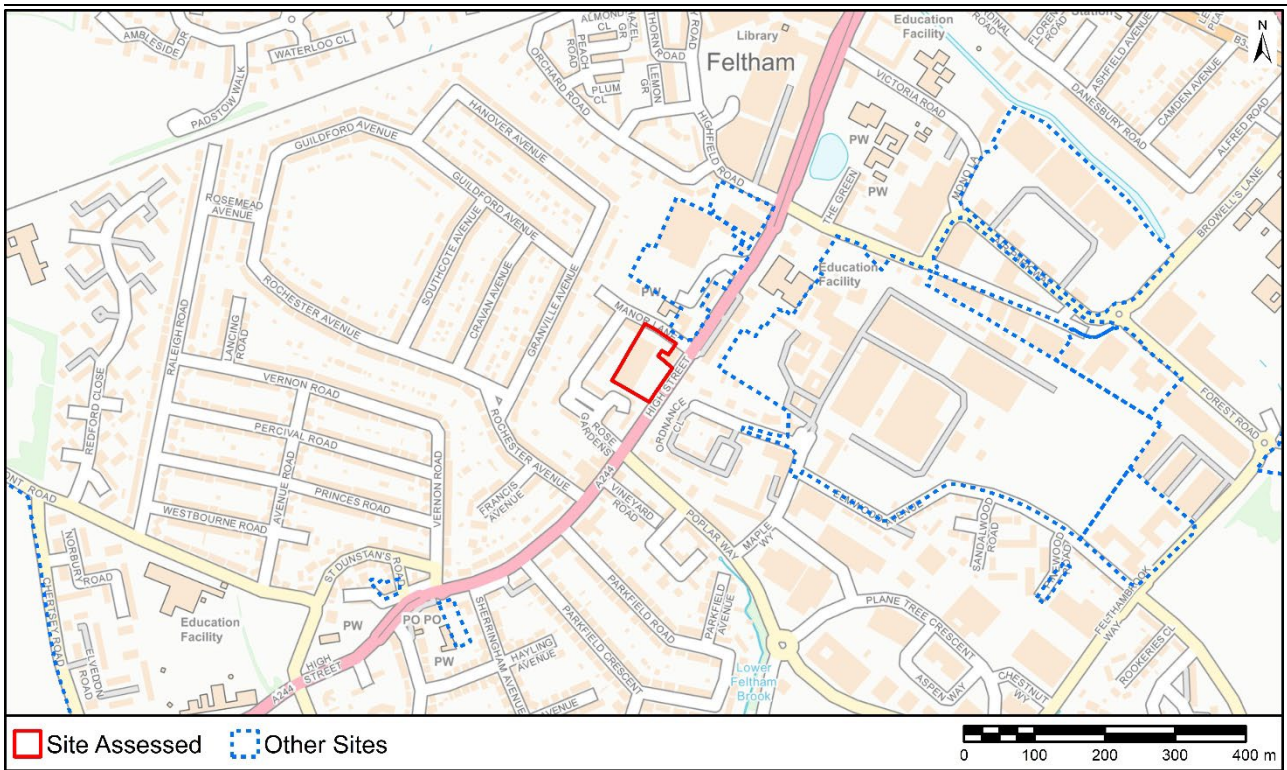 AMBLESIDE DR
WATERLOO CL
PADSTOW WALK
ALMOND CL
PEACH ROAD
PLUM CL
LEMON GR
ORCHARD ROAD
HIGHFIELD ROAD
Library
Feltham
Education Facility
VICTORIA ROAD
DANESBURY ROAD
ASHFIELD AVENUE
CAMDEN AVENUE
ALFRED ROAD
N
GUILDFORD AVENUE
HANOVER AVENUE
GUILDFORD AVENUE
ROSEMEAD AVENUE
SOUTHCOTE AVENUE
CRAVAN AVENUE
GRANVILLE AVENUE
ROCHESTER AVENUE
RALEIGH ROAD
REDFORD CLOSE
LANCING ROAD
VERNON ROAD
PERCIVAL ROAD
PRINCES ROAD
AVENUE ROAD
WESTBOURNE ROAD
VERNON ROAD
PW
PW
THE GREEN
MONO LA
BROWELL'S LANE
Education Facility
PW
MANOR LANE
HIGH STREET
ORDNANCE CL
ROSE GARDENS
ROCHESTER AVENUE
FRANCIS AVENUE
A244
VINEYARD ROAD
POPLAR WAY
MAPLE WY
FOREST ROAD
SANDALWOOD ROAD
NORBURY ROAD
CHERTSEY ROAD
ELVEDON ROAD
ST DUNSTAN'S ROAD
Education Facility
PW
PO PO
PW
HIGH STREET
A244
SHERRINGHAM AVENUE
HAYLING AVENUE
PARKFIELD CRESCENT
PARKFIELD ROAD
PARKFIELD AVENUE
Lower Feltham Brook
PLANE TREE CRESCENT
ASPEN WAY
CHESTNUT WY
FELTHAMBROOK WAY
ROOKERIES CL
Site Assessed
Other Sites
0 100 200 300 400 m